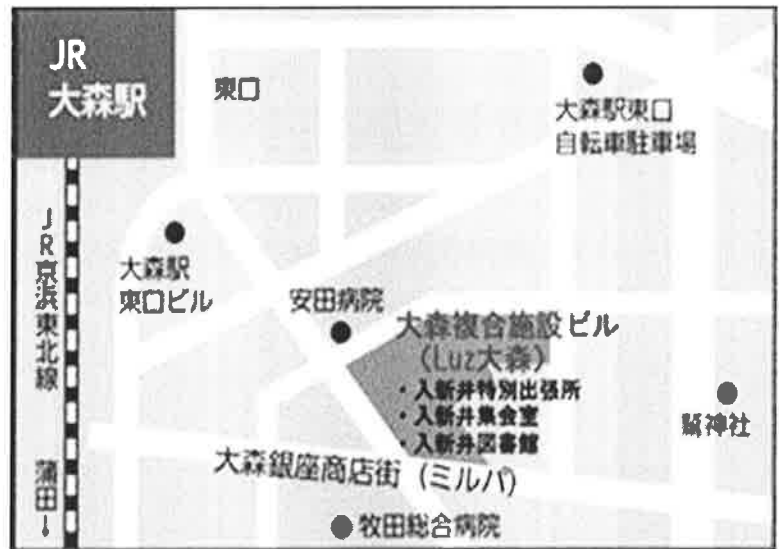 JR
大森駅
東口
大森駅東口
自転車駐車場
JR京浜東北線
大森駅
東口ビル
安田病院
大森複合施設ビル
(Luz大森)
・入新井特別出張所
・入新井集会室
・入新井図書館
神社
大森銀座商店街 (ミルパ)
蒲田
↓
牧田総合病院